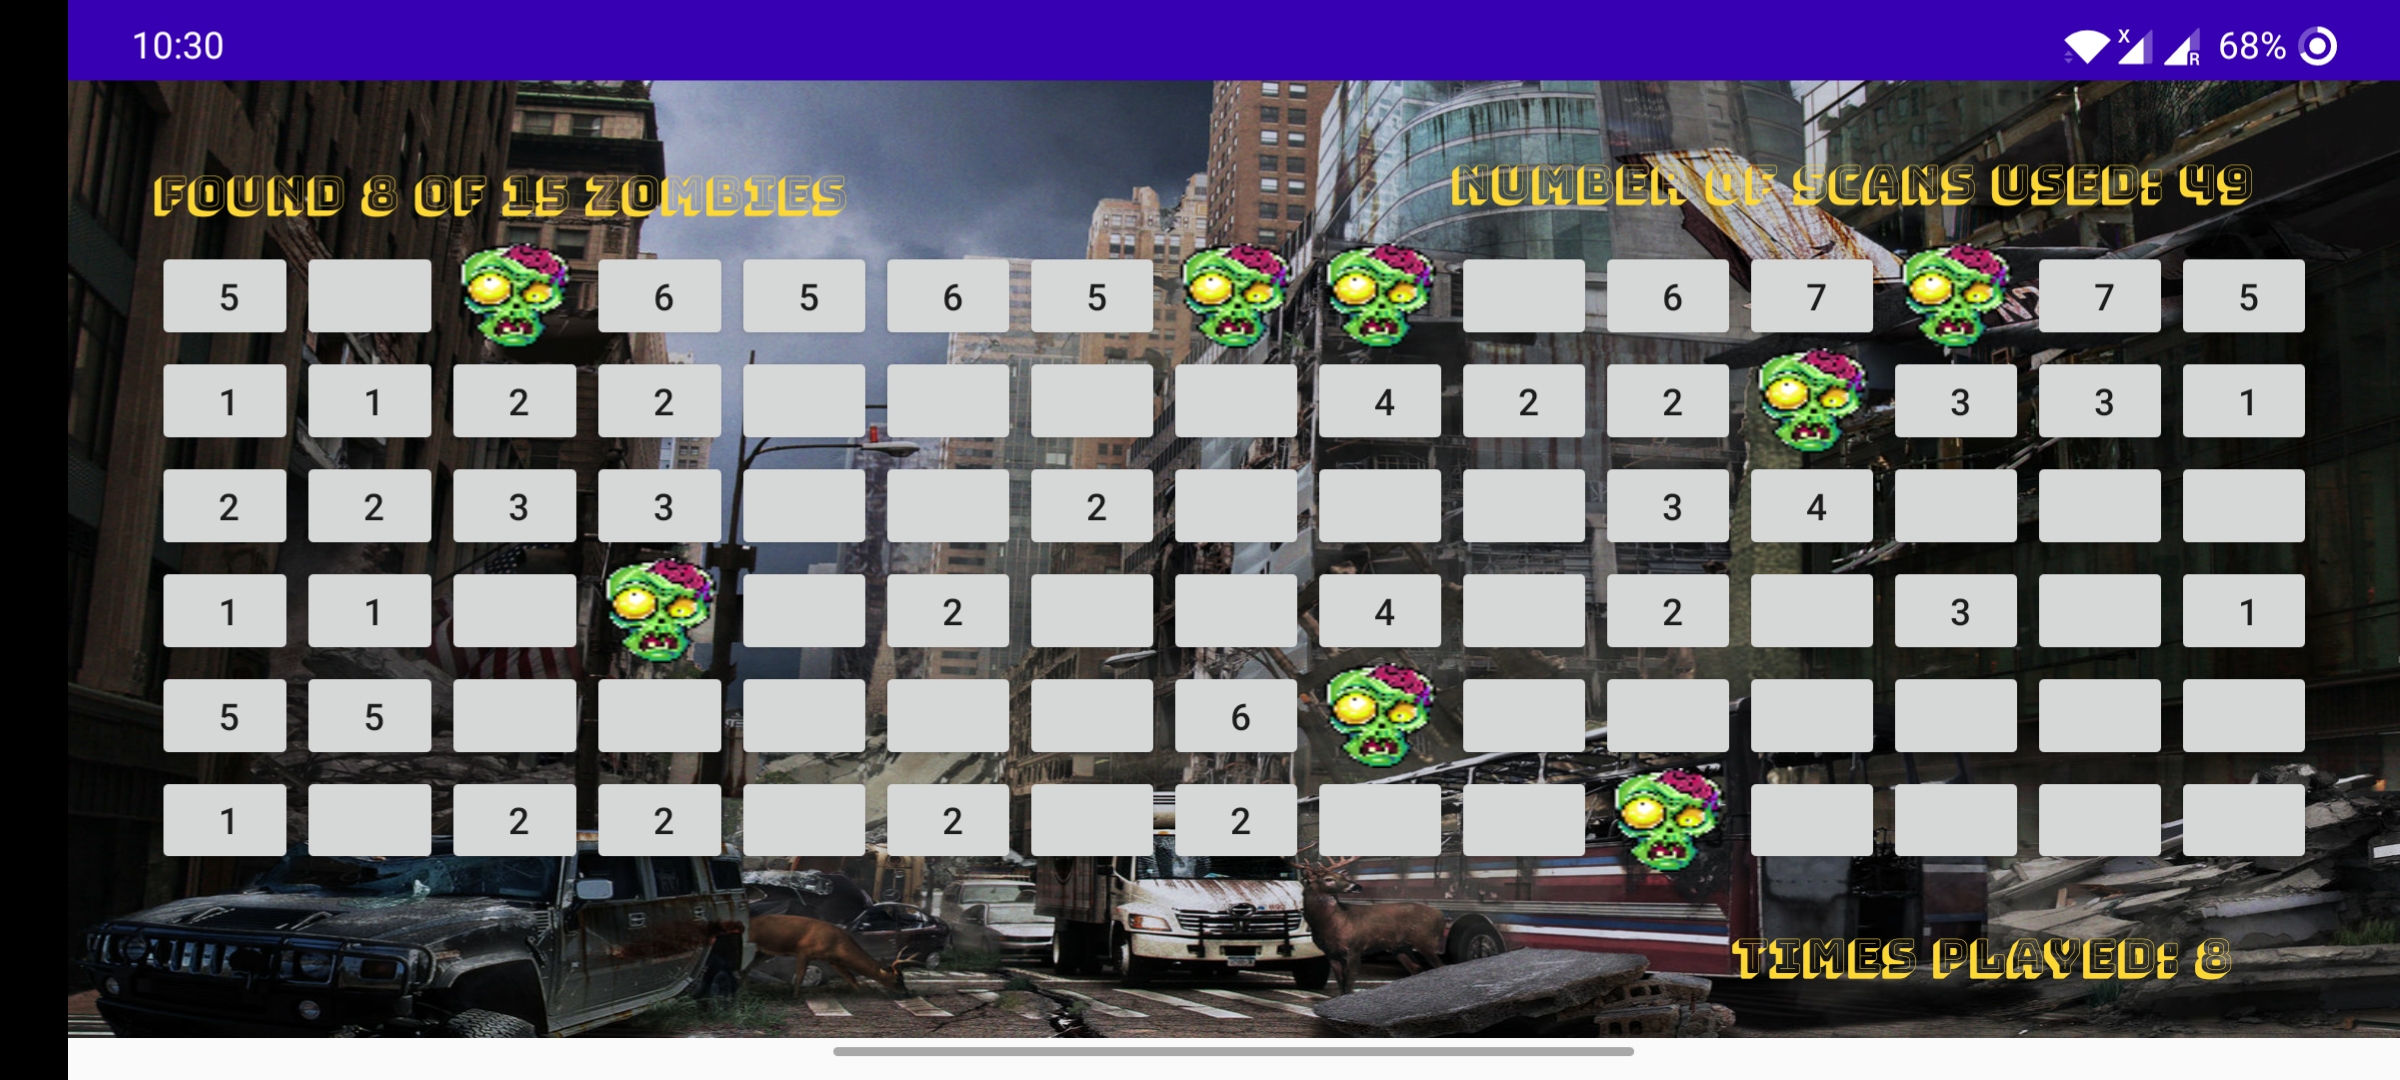 10:30 X R 68%
FOUND 8 OF 15 ZOMBIES NUMBER OF SCANS USED: 49
5 6 5 6 5 6 7 7 5
1 1 2 2 4 2 2 3 3 1
2 2 3 3 2 3 4
1 1 2 4 2 3 1
5 5 6
1 2 2 2 2
TIMES PLAYED: 8